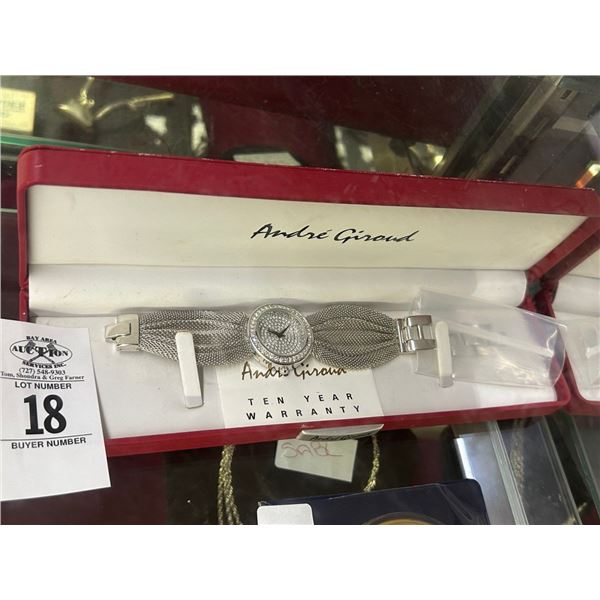 André Giroud
BAY AREA
AUCTION
SERVICES INC.
(727) 548-9303
Tom, Shondra & Greg Farner
LOT NUMBER
18
BUYER NUMBER
André Giroud
TEN YEAR
WARRANTY